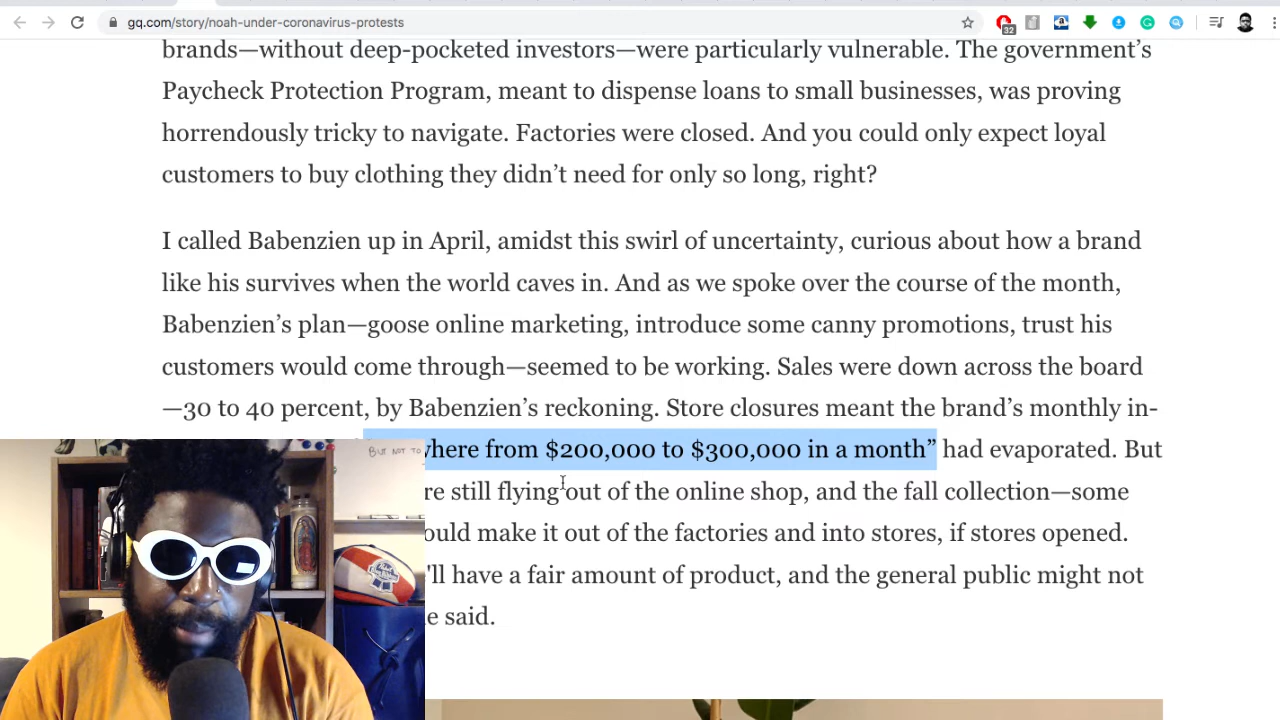 gq.com/story/noah-under-coronavirus-protests
32
brands—without deep-pocketed investors—were particularly vulnerable. The government’s
Paycheck Protection Program, meant to dispense loans to small businesses, was proving
horrendously tricky to navigate. Factories were closed. And you could only expect loyal
customers to buy clothing they didn’t need for only so long, right?
I called Babenzien up in April, amidst this swirl of uncertainty, curious about how a brand
like his survives when the world caves in. And as we spoke over the course of the month,
Babenzien’s plan—goose online marketing, introduce some canny promotions, trust his
customers would come through—seemed to be working. Sales were down across the board
—30 to 40 percent, by Babenzien’s reckoning. Store closures meant the brand’s monthly in-
from $200,000 to $300,000 in a month” had evaporated. But
still flying out of the online shop, and the fall collection—some
make it out of the factories and into stores, if stores opened.
have a fair amount of product, and the general public might not
said.
BUT NOT TO